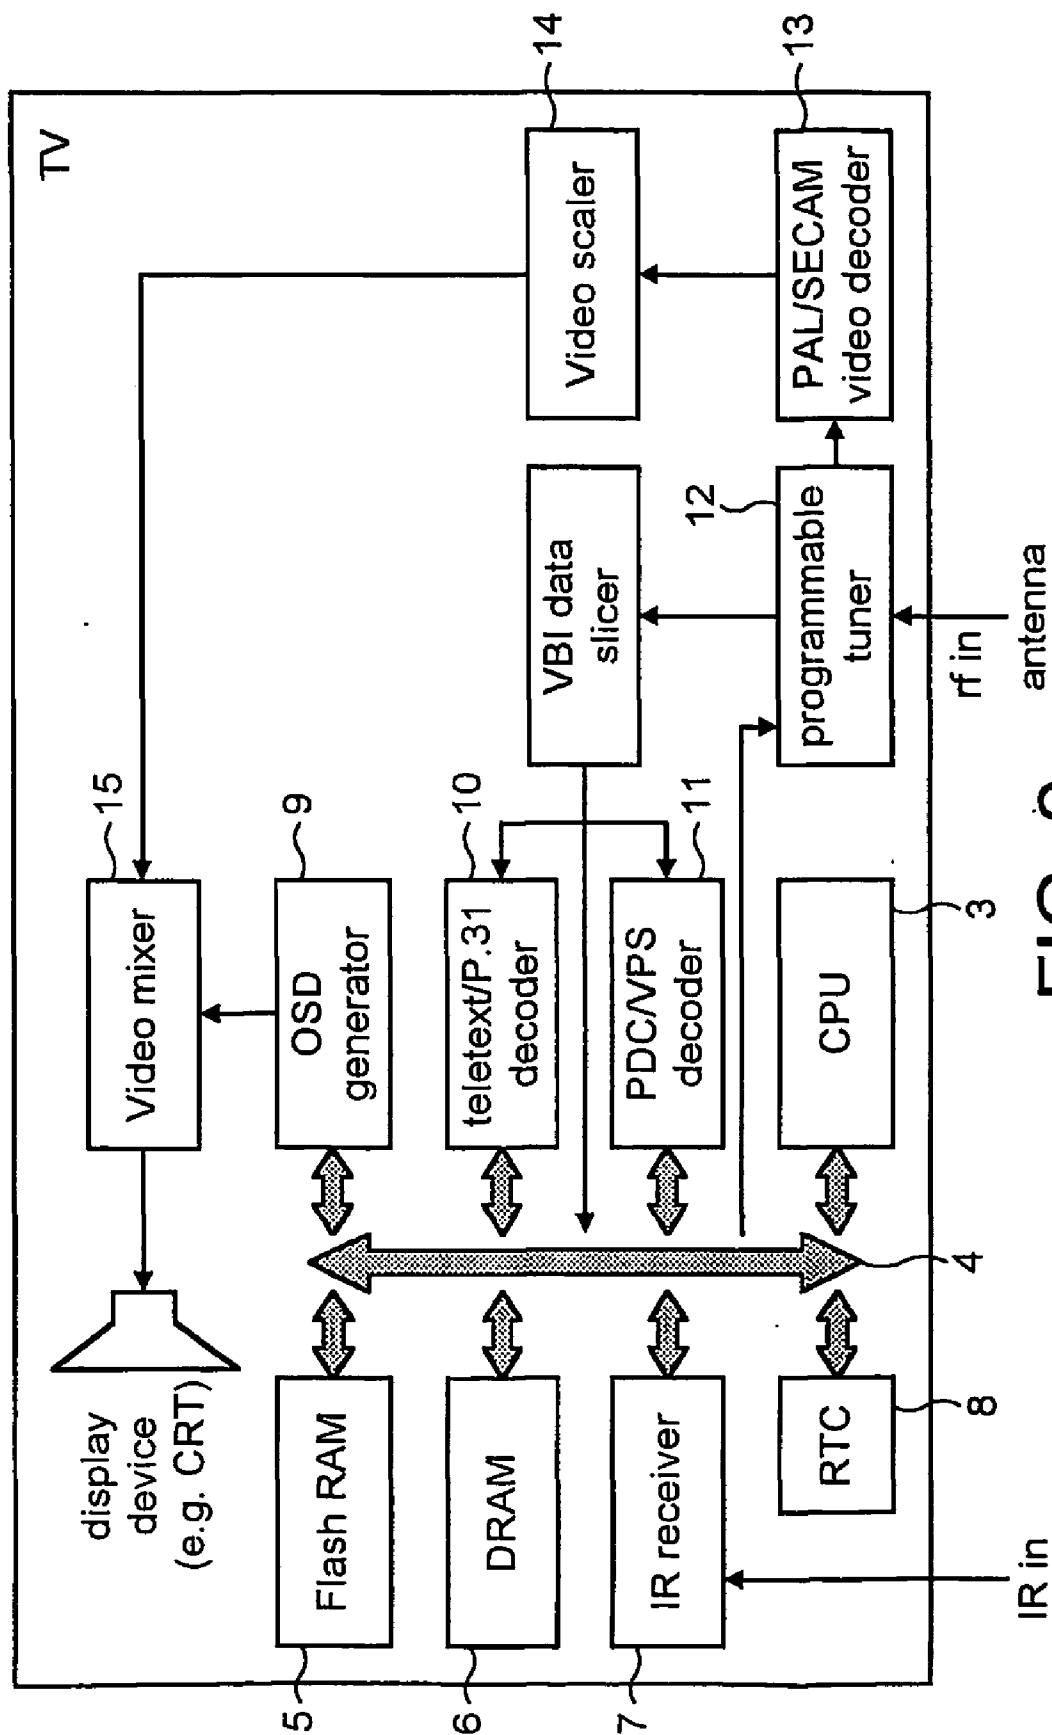 TV
display
device
(e.g. CRT)
Video mixer
15
14
Video scaler
5
Flash RAM
OSD
generator
9
VBI data
slicer
6
DRAM
teletext/P.31
decoder
10
7
IR receiver
PDC/VPS
decoder
11
12
programmable
tuner
13
PAL/SECAM
video decoder
RTC
8
4
CPU
3
IR in
rf in
antenna